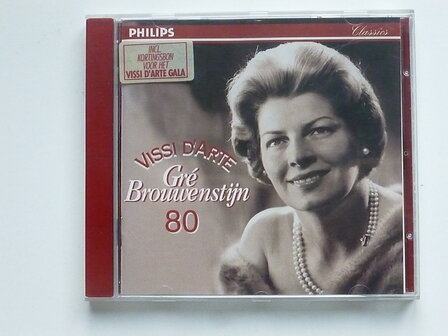 PHILIPS
Classics
INCL.
KORTINGSBON
VOOR HET
VISSI D'ARTE GALA
VISSI D'ARTE
Gré
Brouwenstijn
80